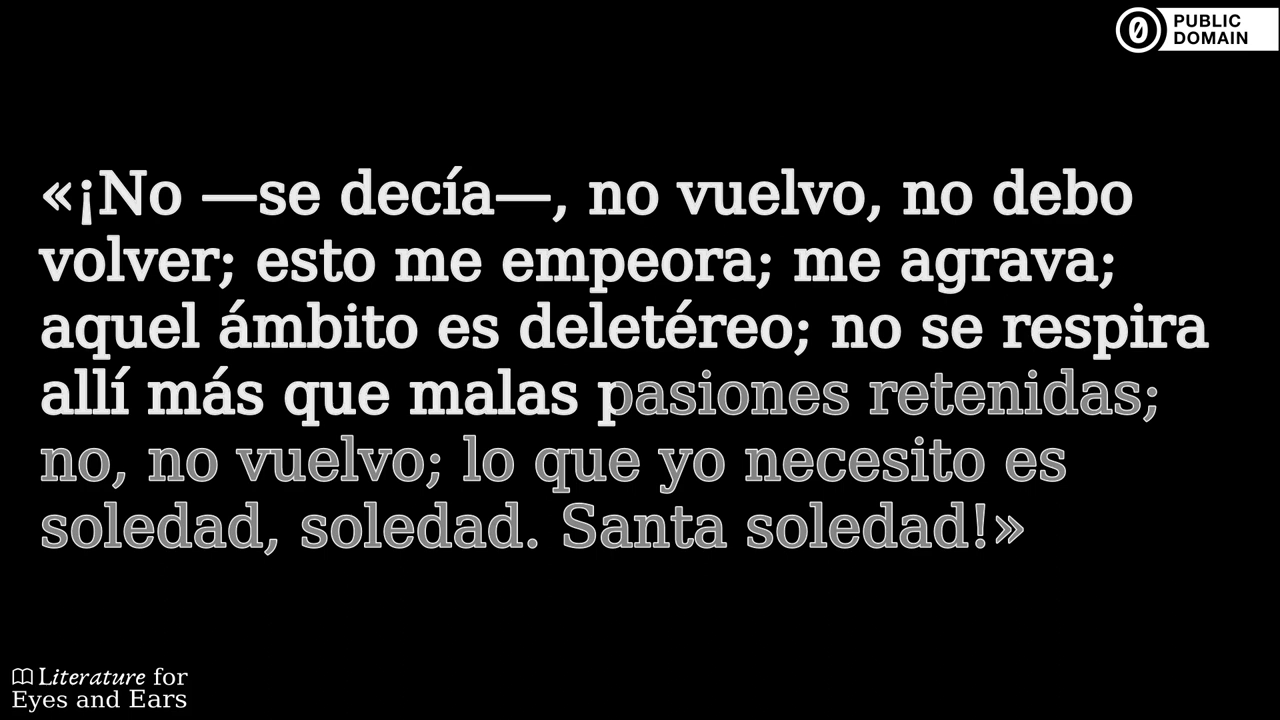 PUBLIC
DOMAIN
«¡No —se decía—, no vuelvo, no debo
volver; esto me empeora; me agrava;
aquel ámbito es deletéreo; no se respira
allí más que malas pasiones retenidas;
no, no vuelvo; lo que yo necesito es
soledad, soledad. Santa soledad!»
Literature for
Eyes and Ears